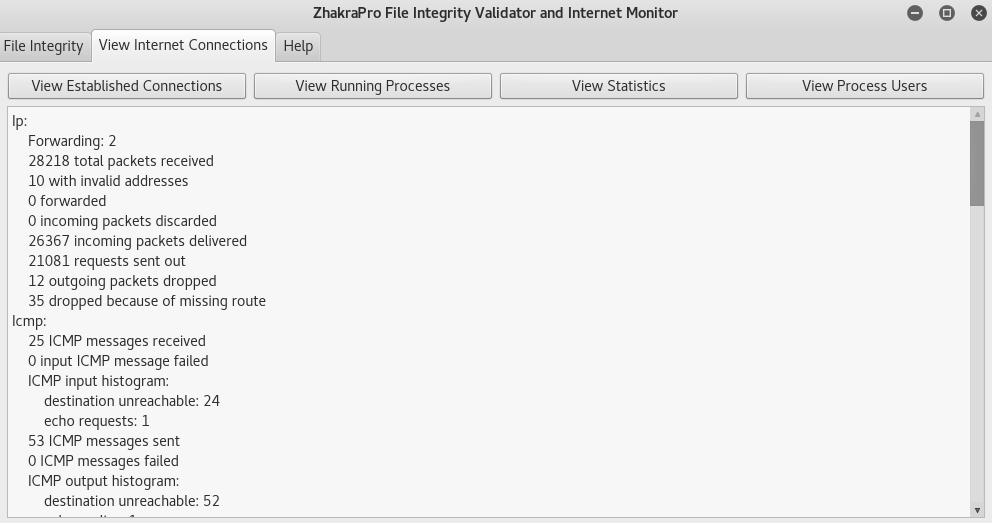 ZhakraPro File Integrity Validator and Internet Monitor
File Integrity View Internet Connections Help
View Established Connections View Running Processes View Statistics View Process Users
Ip:
Forwarding: 2
28218 total packets received
10 with invalid addresses
0 forwarded
0 incoming packets discarded
26367 incoming packets delivered
21081 requests sent out
12 outgoing packets dropped
35 dropped because of missing route
Icmp:
25 ICMP messages received
0 input ICMP message failed
ICMP input histogram:
destination unreachable: 24
echo requests: 1
53 ICMP messages sent
0 ICMP messages failed
ICMP output histogram:
destination unreachable: 52